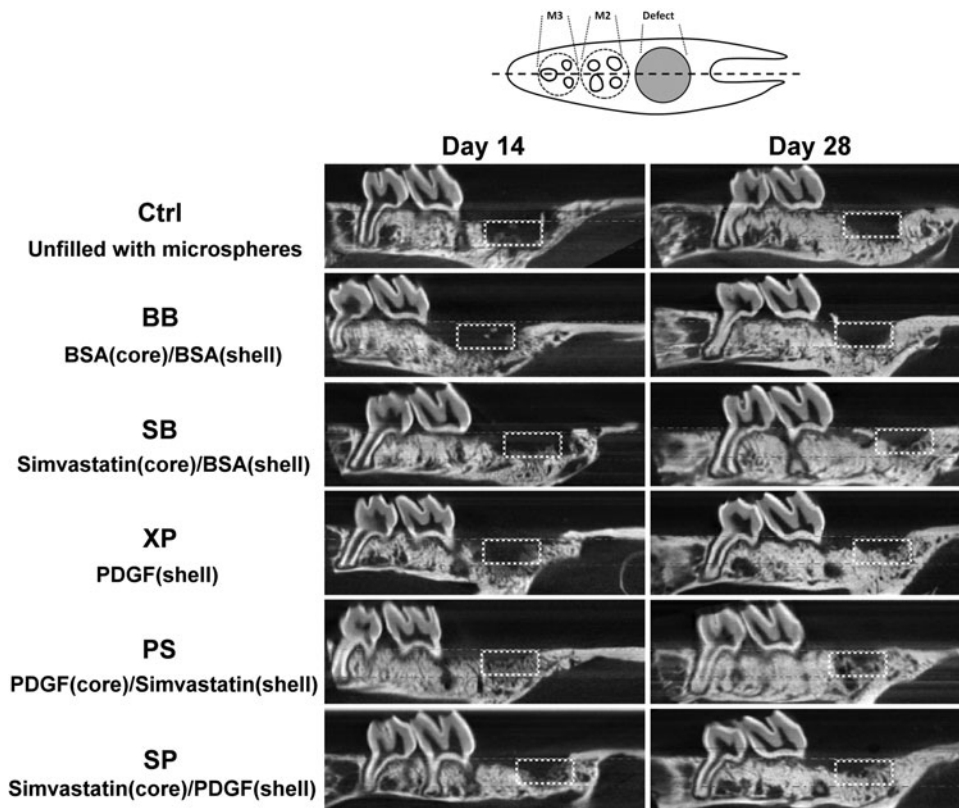 M3 M2 Defect
Day 14 Day 28
Ctrl
Unfilled with microspheres
BB
BSA(core)/BSA(shell)
SB
Simvastatin(core)/BSA(shell)
XP
PDGF(shell)
PS
PDGF(core)/Simvastatin(shell)
SP
Simvastatin(core)/PDGF(shell)